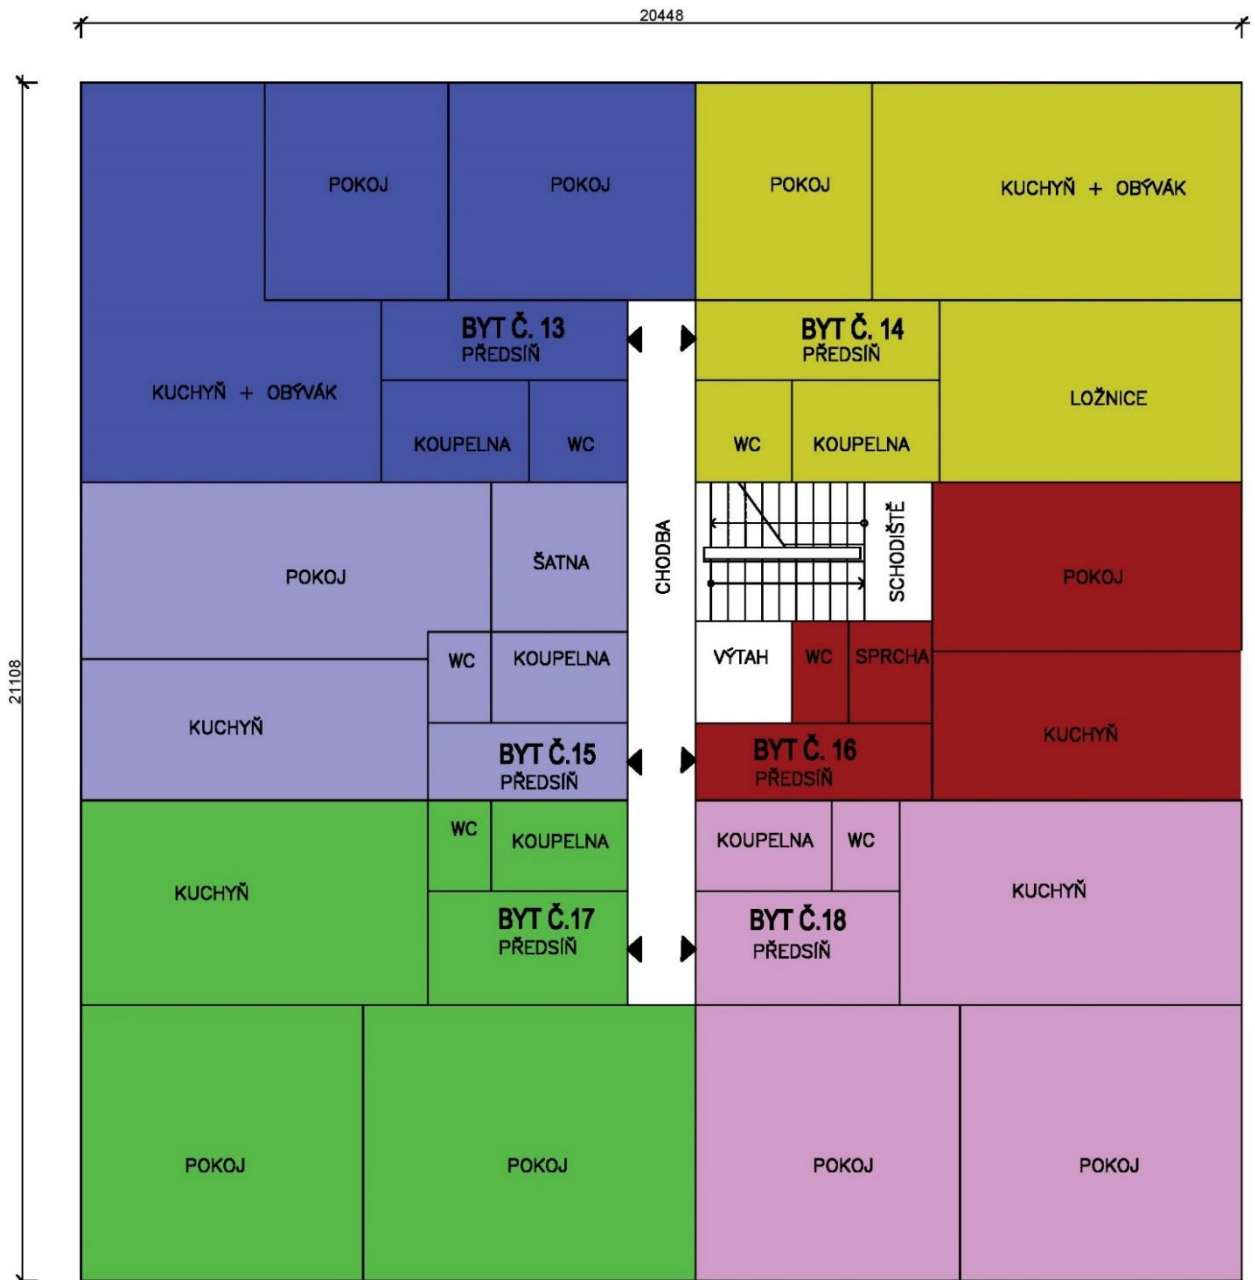 20448
21108
POKOJ
POKOJ
POKOJ
KUCHYŇ + OBÝVÁK
BYT Č. 13
PŘEDSÍŇ
BYT Č. 14
PŘEDSÍŇ
KUCHYŇ + OBÝVÁK
LOŽNICE
KOUPELNA
WC
WC
KOUPELNA
CHODBA
SCHODIŠTĚ
POKOJ
ŠATNA
POKOJ
WC
KOUPELNA
VÝTAH
WC
SPRCHA
KUCHYŇ
BYT Č.15
PŘEDSÍŇ
BYT Č. 16
PŘEDSÍŇ
KUCHYŇ
WC
KOUPELNA
KOUPELNA
WC
KUCHYŇ
BYT Č.17
PŘEDSÍŇ
BYT Č.18
PŘEDSÍŇ
KUCHYŇ
POKOJ
POKOJ
POKOJ
POKOJ